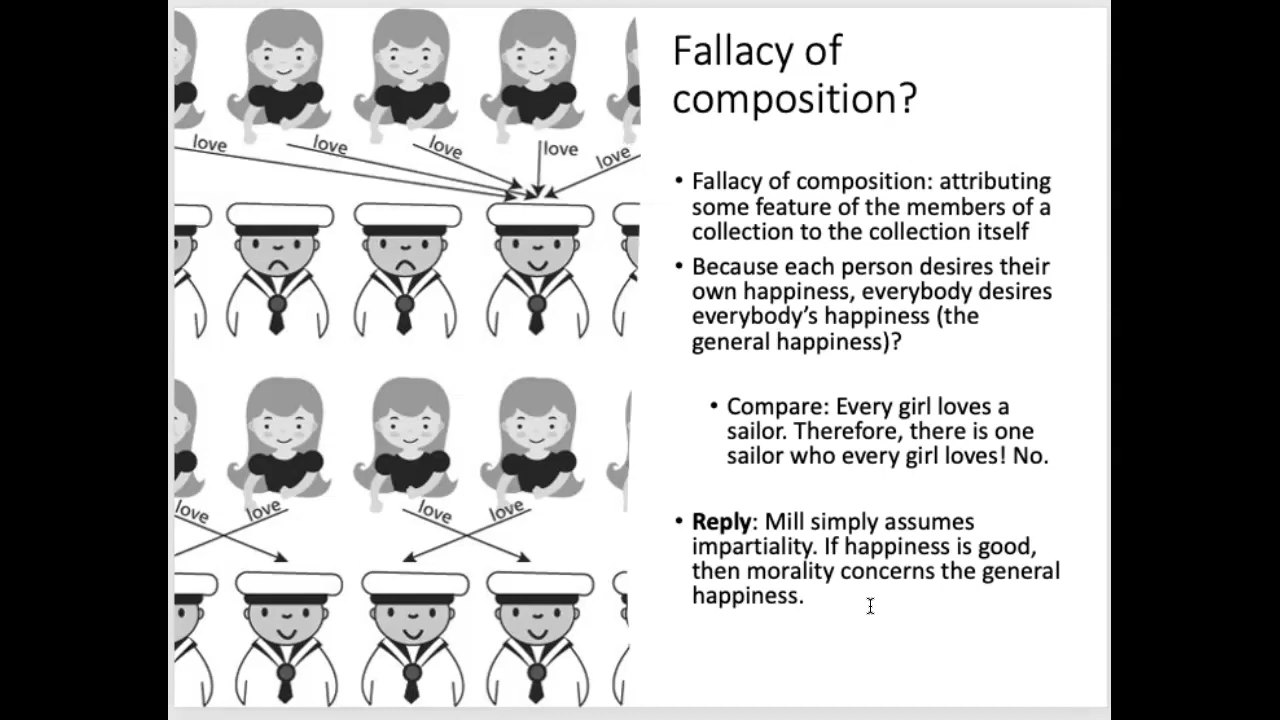 Fallacy of
composition?
love
love
love
love
love
• Fallacy of composition: attributing
some feature of the members of a
collection to the collection itself
• Because each person desires their
own happiness, everybody desires
everybody’s happiness (the
general happiness)?
• Compare: Every girl loves a
sailor. Therefore, there is one
sailor who every girl loves! No.
love
love
love
love
• Reply: Mill simply assumes
impartiality. If happiness is good,
then morality concerns the general
happiness.